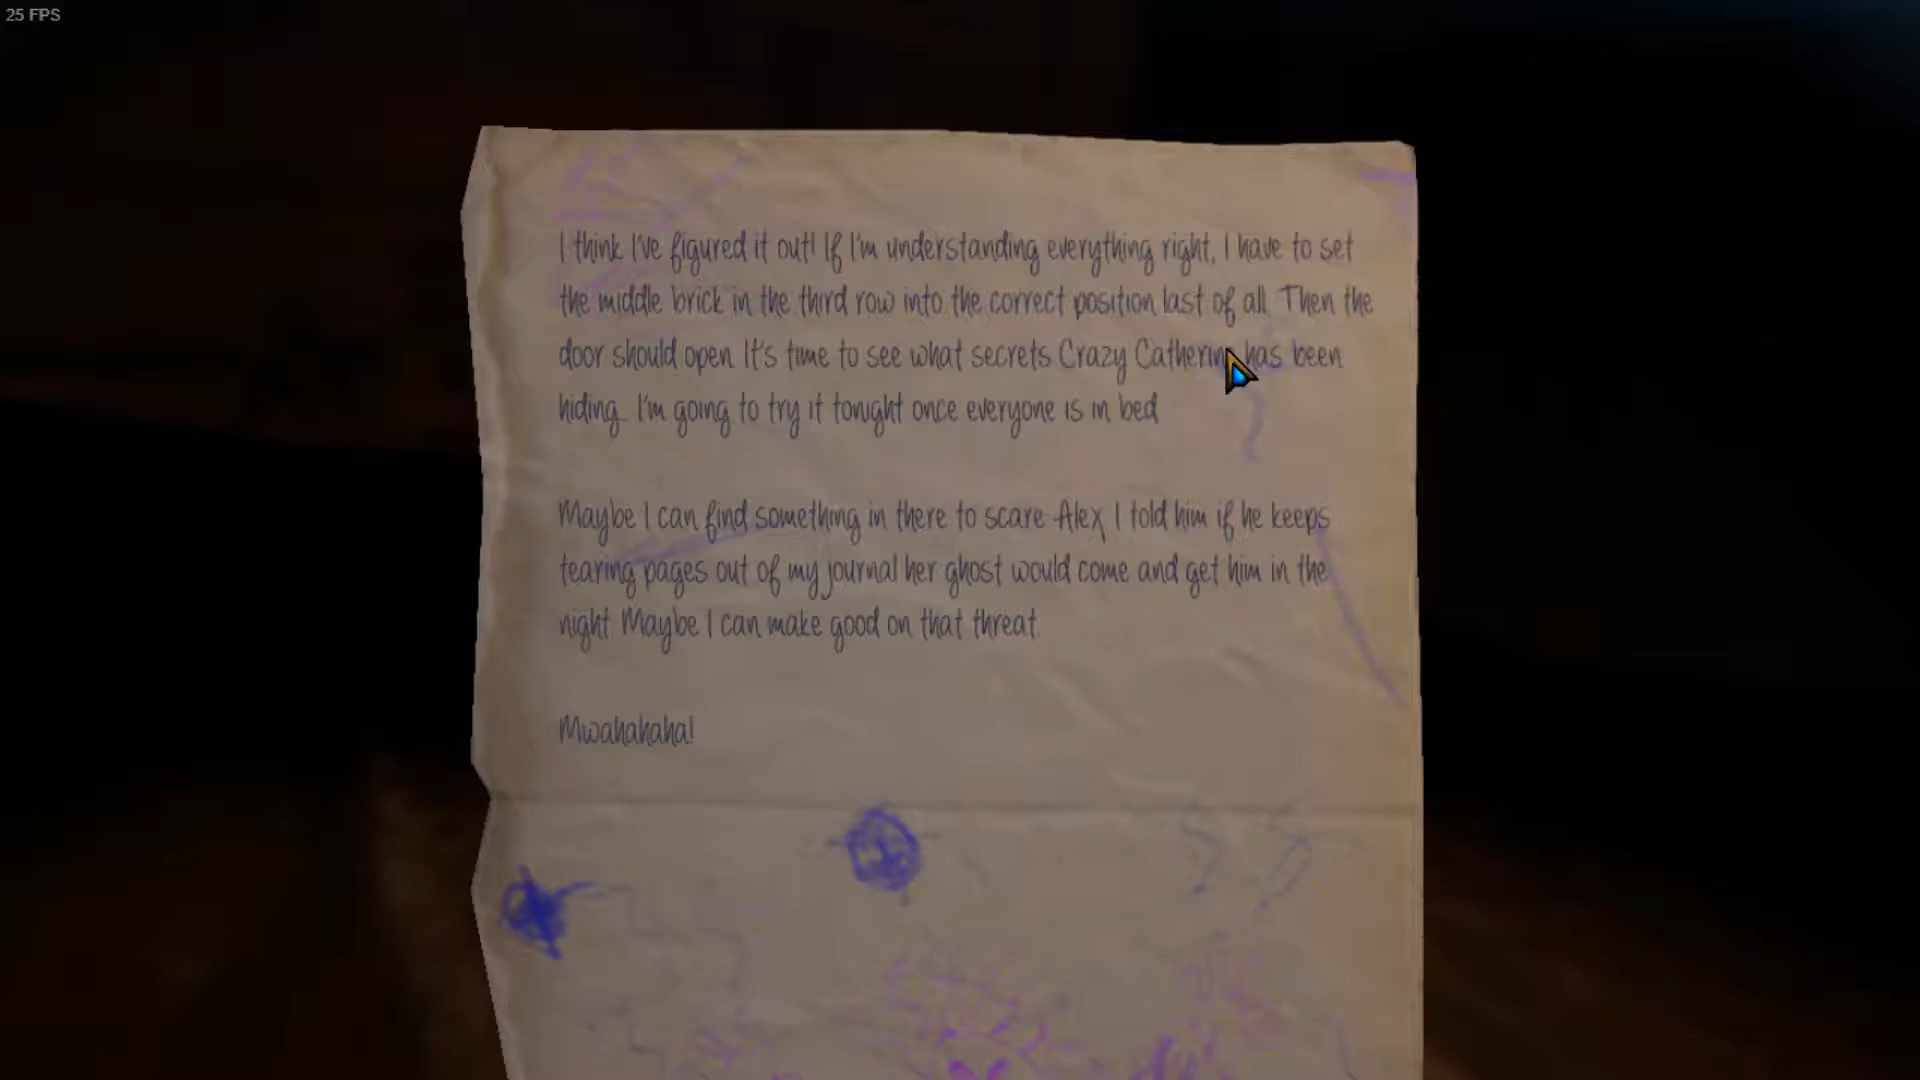 25 FPS
I think I've figured it out! If I'm understanding everything right, I have to set
the middle brick in the third row into the correct position last of all. Then the
door should open. It's time to see what secrets Crazy Catherine has been
hiding. I'm going to try it tonight once everyone is in bed
Maybe I can find something in there to scare Alex, I told him if he keeps
tearing pages out of my journal her ghost would come and get him in the
night. Maybe I can make good on that threat.
Mwahahaha!